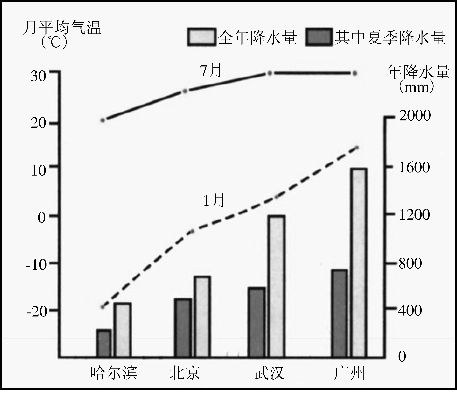 月平均气温
(℃)
全年降水量
其中夏季降水量
年降水量
(mm)
30
20
10
0
-10
-20
7月
1月
2000
1600
1200
800
400
0
哈尔滨
北京
武汉
广州